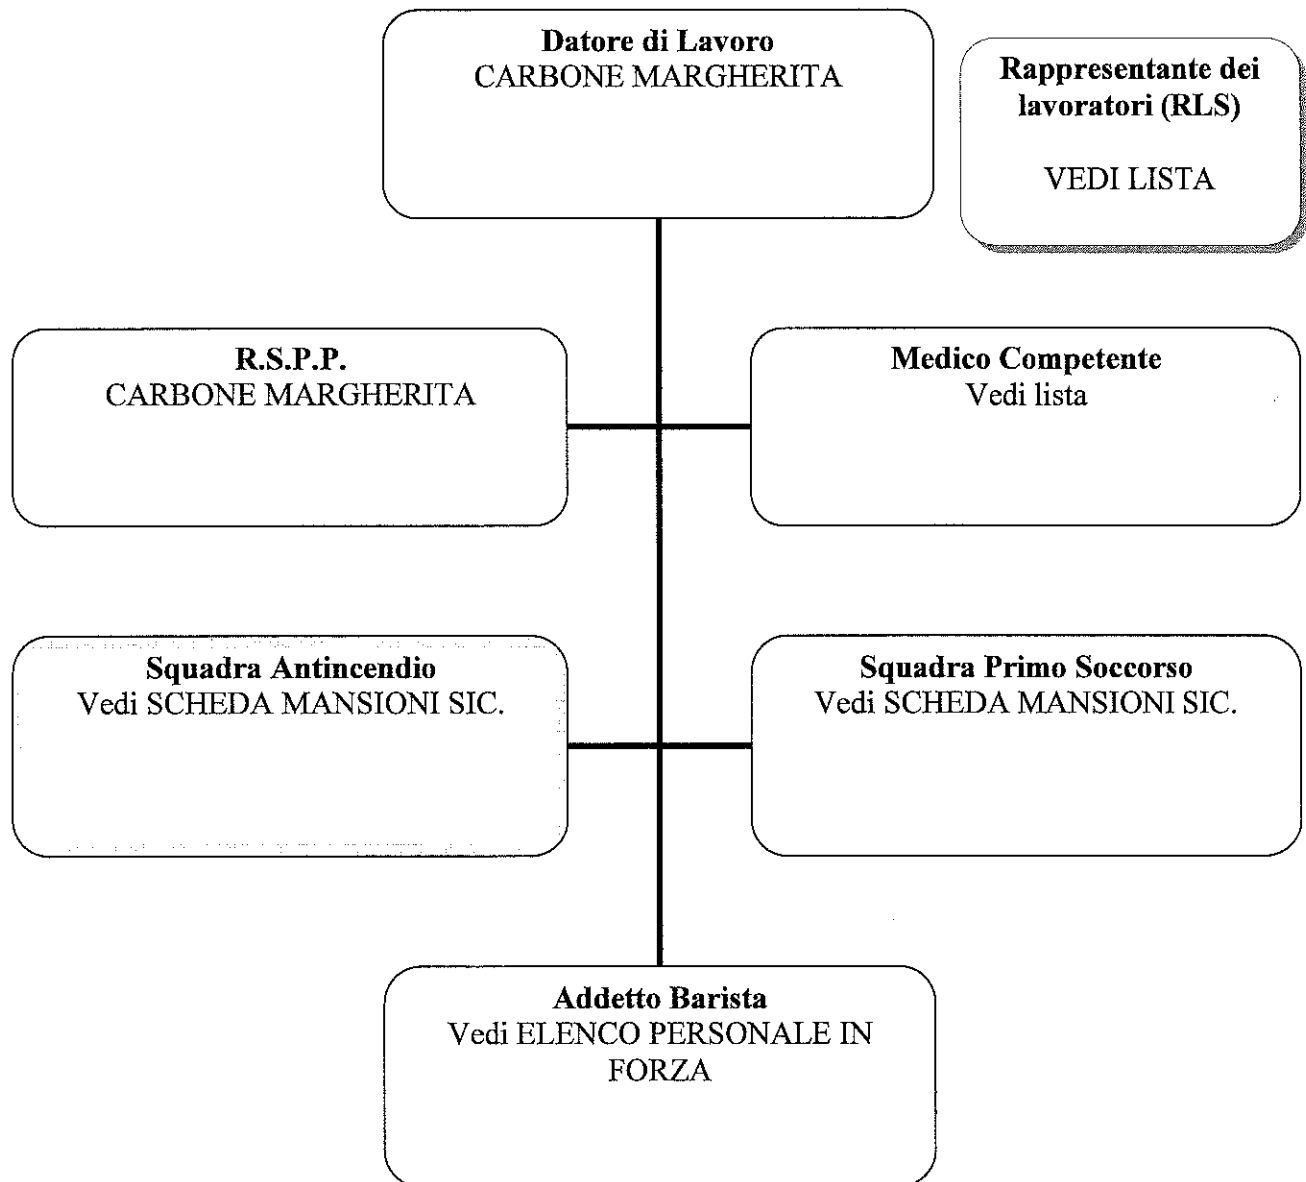 Datore di Lavoro
CARBONE MARGHERITA
Rappresentante dei
lavoratori (RLS)
VEDI LISTA
R.S.P.P.
CARBONE MARGHERITA
Medico Competente
Vedi lista
Squadra Antincendio
Vedi SCHEDA MANSIONI SIC.
Squadra Primo Soccorso
Vedi SCHEDA MANSIONI SIC.
Addetto Barista
Vedi ELENCO PERSONALE IN
FORZA